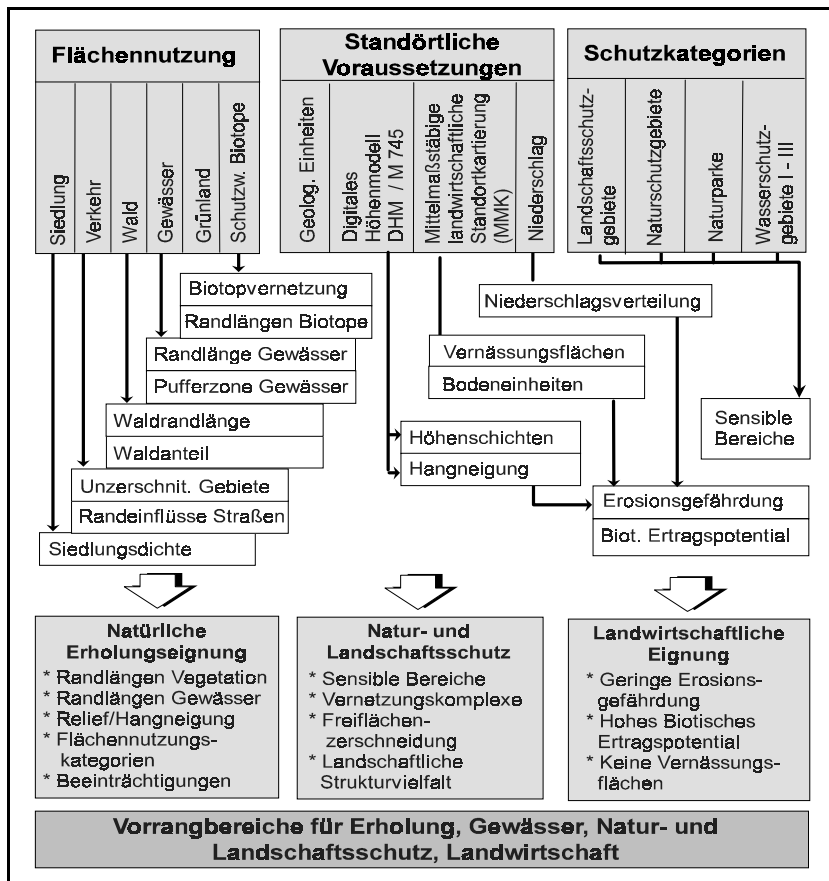 Flächennutzung
Siedlung
Verkehr
Wald
Gewässer
Grünland
Schutzw. Biotope
Standörtliche
Voraussetzungen
Geolog. Einheiten
Digitales
Höhenmodell
DHM / M 745
Mittelmaßstäbige
landwirtschaftliche
Standortkartierung
(MMK)
Niederschlag
Schutzkategorien
Landschaftsschutz-
gebiete
Naturschutzgebiete
Naturparke
Wasserschutz-
gebiete I - III
Biotopvernetzung
Randlängen Biotope
Randlänge Gewässer
Pufferzone Gewässer
Waldrandlänge
Waldanteil
Unzerschnit. Gebiete
Randeinflüsse Straßen
Siedlungsdichte
Niederschlagsverteilung
Vernässungsflächen
Bodeneinheiten
Höhenschichten
Hangneigung
Sensible
Bereiche
Erosionsgefährdung
Biot. Ertragspotential
Natürliche
Erholungseignung
* Randlängen Vegetation
* Randlängen Gewässer
* Relief/Hangneigung
* Flächennutzungs-
kategorien
* Beeinträchtigungen
Natur- und
Landschaftsschutz
* Sensible Bereiche
* Vernetzungskomplexe
* Freiflächen-
zerschneidung
* Landschaftliche
Strukturvielfalt
Landwirtschaftliche
Eignung
* Geringe Erosions-
gefährdung
* Hohes Biotisches
Ertragspotential
* Keine Vernässungs-
flächen
Vorrangbereiche für Erholung, Gewässer, Natur- und
Landschaftsschutz, Landwirtschaft